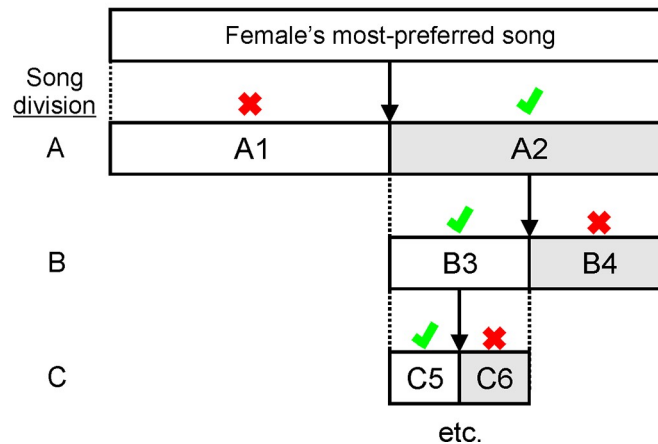 Female's most-preferred song
Song
division
A
A1
A2
B
B3
B4
C
C5
C6
etc.